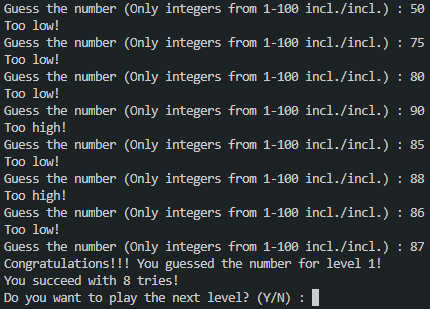 Guess the number (Only integers from 1-100 incl./incl.) : 50
Too low!
Guess the number (Only integers from 1-100 incl./incl.) : 75
Too low!
Guess the number (Only integers from 1-100 incl./incl.) : 80
Too low!
Guess the number (Only integers from 1-100 incl./incl.) : 90
Too high!
Guess the number (Only integers from 1-100 incl./incl.) : 85
Too low!
Guess the number (Only integers from 1-100 incl./incl.) : 88
Too high!
Guess the number (Only integers from 1-100 incl./incl.) : 86
Too low!
Guess the number (Only integers from 1-100 incl./incl.) : 87
Congratulations!!! You guessed the number for level 1!
You succeed with 8 tries!
Do you want to play the next level? (Y/N) :